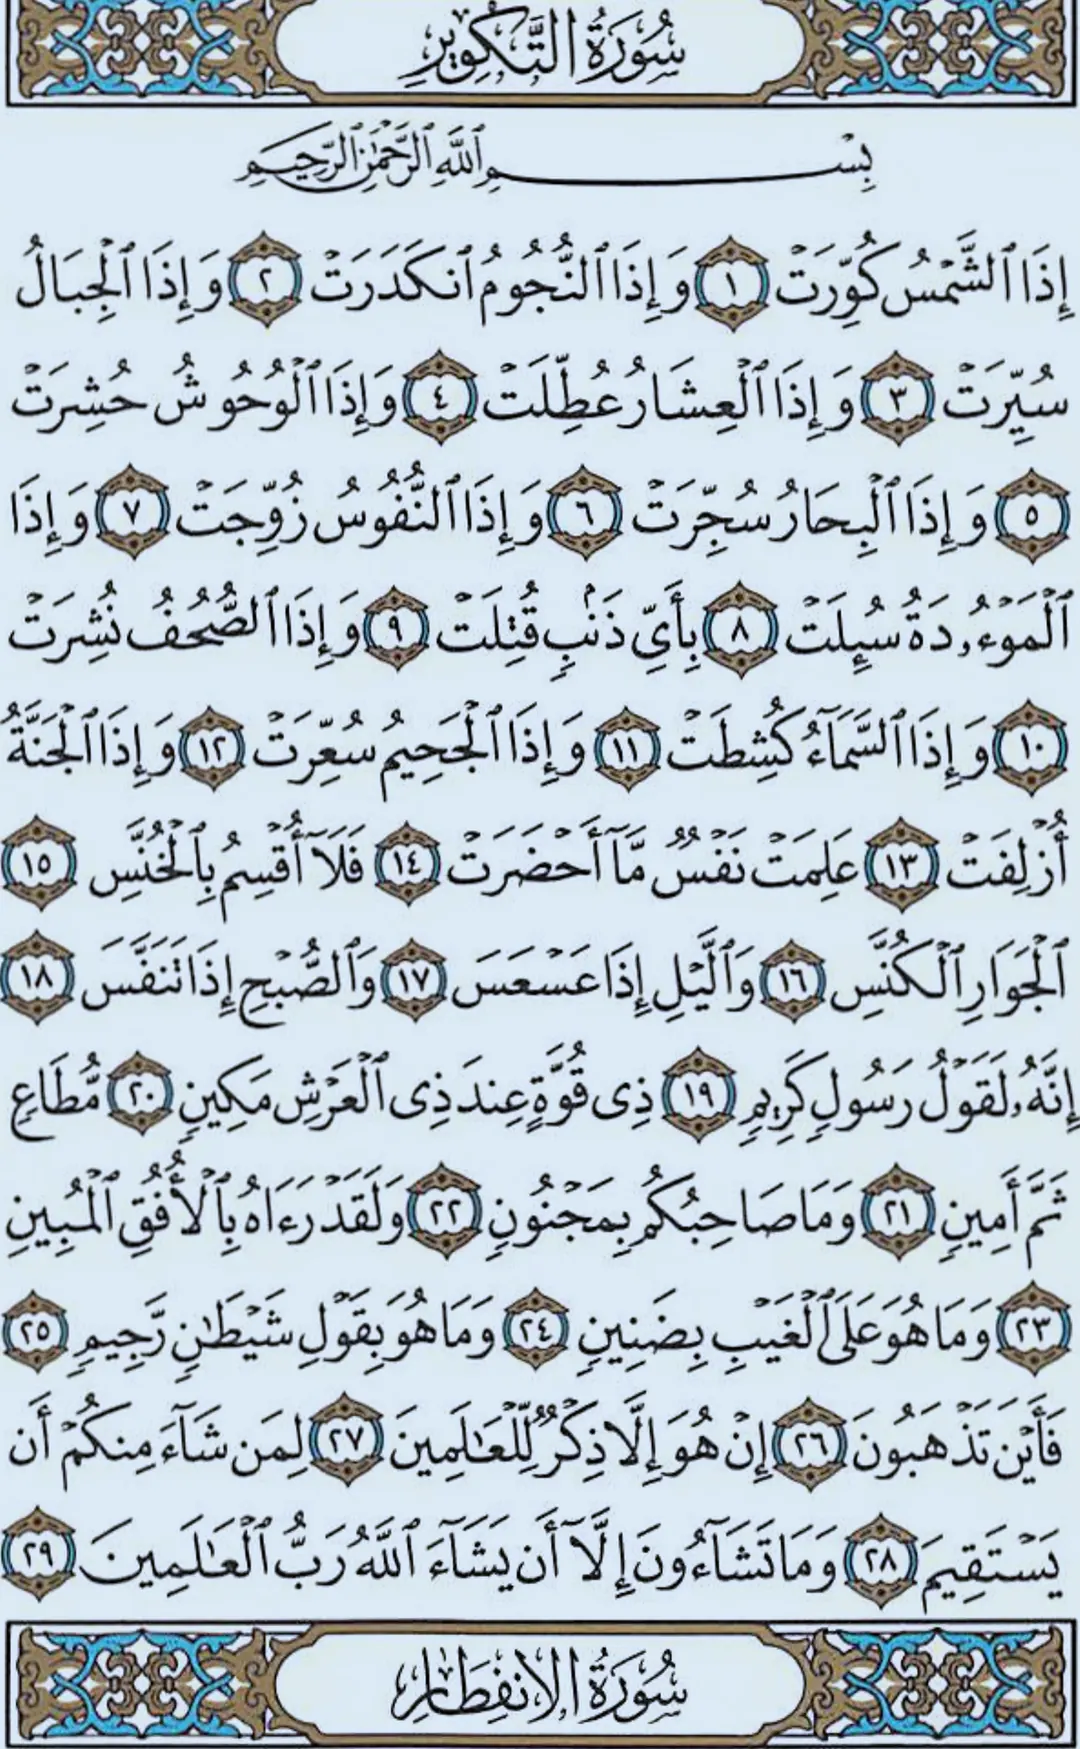 سُورَةُ التَّكْوِيرِ
بِسْمِ ٱللَّهِ ٱلرَّحْمَٰنِ ٱلرَّحِيمِ
إِذَا ٱلشَّمْسُ كُوِّرَتْ ١ وَإِذَا ٱلنُّجُومُ ٱنكَدَرَتْ ٢ وَإِذَا ٱلْجِبَالُ
سُيِّرَتْ ٣ وَإِذَا ٱلْعِشَارُ عُطِّلَتْ ٤ وَإِذَا ٱلْوُحُوشُ حُشِرَتْ
٥ وَإِذَا ٱلْبِحَارُ سُجِّرَتْ ٦ وَإِذَا ٱلنُّفُوسُ زُوِّجَتْ ٧ وَإِذَا
ٱلْمَوْءُۥدَةُ سُئِلَتْ ٨ بِأَىِّ ذَنۢبٍ قُتِلَتْ ٩ وَإِذَا ٱلصُّحُفُ نُشِرَتْ
١٠ وَإِذَا ٱلسَّمَآءُ كُشِطَتْ ١١ وَإِذَا ٱلْجَحِيمُ سُعِّرَتْ ١٢ وَإِذَا ٱلْجَنَّةُ
أُزْلِفَتْ ١٣ عَلِمَتْ نَفْسٌ مَّآ أَحْضَرَتْ ١٤ فَلَآ أُقْسِمُ بِٱلْخُنَّسِ ١٥
ٱلْجَوَارِ ٱلْكُنَّسِ ١٦ وَٱلَّيْلِ إِذَا عَسْعَسَ ١٧ وَٱلصُّبْحِ إِذَا تَنَفَّسَ ١٨
إِنَّهُۥ لَقَوْلُ رَسُولٍ كَرِيمٍ ١٩ ذِى قُوَّةٍ عِندَ ذِى ٱلْعَرْشِ مَكِينٍ ٢٠ مُّطَاعٍ
ثَمَّ أَمِينٍ ٢١ وَمَا صَاحِبُكُم بِمَجْنُونٍ ٢٢ وَلَقَدْ رَءَاهُ بِٱلْأُفُقِ ٱلْمُبِينِ
٢٣ وَمَا هُوَ عَلَى ٱلْغَيْبِ بِضَنِينٍ ٢٤ وَمَا هُوَ بِقَوْلِ شَيْطَٰنٍ رَّجِيمٍ ٢٥
فَأَيْنَ تَذْهَبُونَ ٢٦ إِنْ هُوَ إِلَّا ذِكْرٌ لِّلْعَٰلَمِينَ ٢٧ لِمَن شَآءَ مِنكُمْ أَن
يَسْتَقِيمَ ٢٨ وَمَا تَشَآءُونَ إِلَّآ أَن يَشَآءَ ٱللَّهُ رَبُّ ٱلْعَٰلَمِينَ ٢٩
سُورَةُ الانفِطَارِ